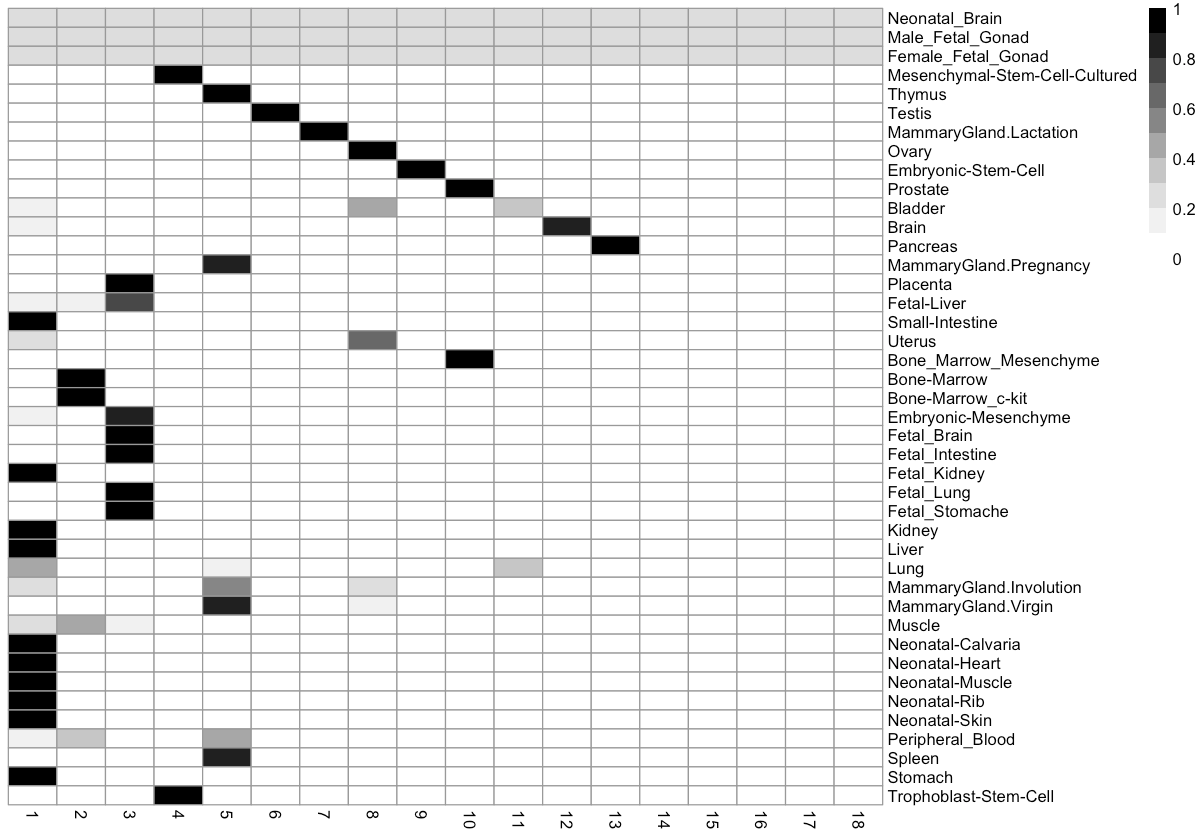 Neonatal_Brain
Male_Fetal_Gonad
Female_Fetal_Gonad
Mesenchymal-Stem-Cell-Cultured
Thymus
Testis
MammaryGland.Lactation
Ovary
Embryonic-Stem-Cell
Prostate
Bladder
Brain
Pancreas
MammaryGland.Pregnancy
Placenta
Fetal-Liver
Small-Intestine
Uterus
Bone_Marrow_Mesenchyme
Bone-Marrow
Bone-Marrow_c-kit
Embryonic-Mesenchyme
Fetal_Brain
Fetal_Intestine
Fetal_Kidney
Fetal_Lung
Fetal_Stomache
Kidney
Liver
Lung
MammaryGland.Involution
MammaryGland.Virgin
Muscle
Neonatal-Calvaria
Neonatal-Heart
Neonatal-Muscle
Neonatal-Rib
Neonatal-Skin
Peripheral_Blood
Spleen
Stomach
Trophoblast-Stem-Cell
1 2 3 4 5 6 7 8 9 10 11 12 13 14 15 16 17 18
1
0.8
0.6
0.4
0.2
0